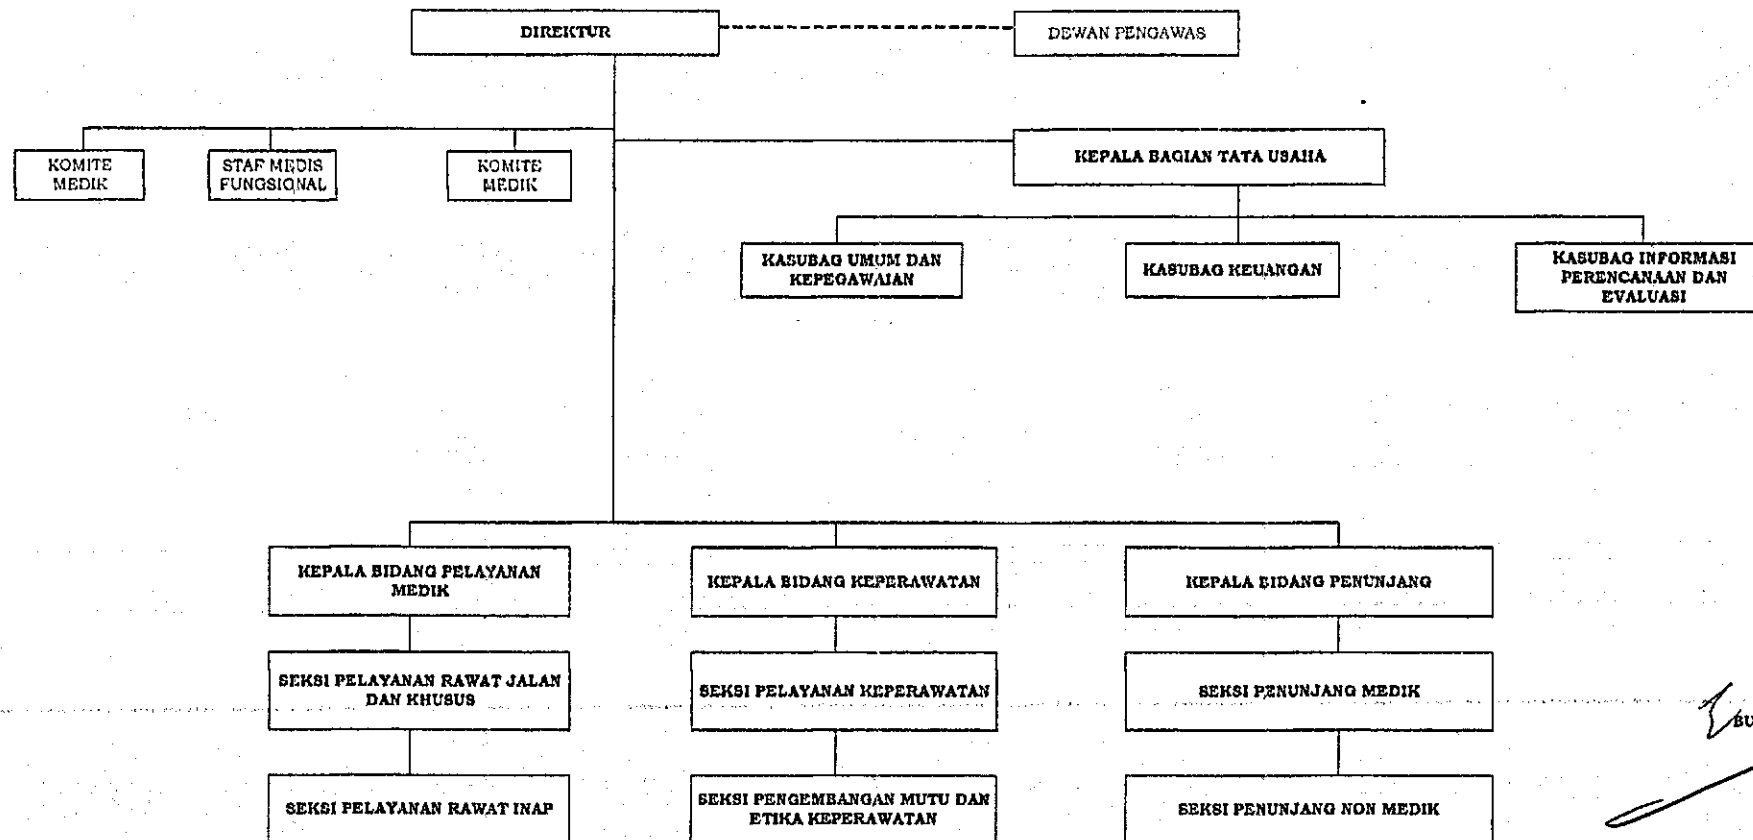 DIREKTUR
DEWAN PENGAWAS
KOMITE
MEDIK
STAF MEDIS
FUNGSIONAL
KOMITE
MEDIK
KEPALA BAGIAN TATA USAHA
KASUBAG UMUM DAN
KEPEGAWAIAN
KASUBAG KEUANGAN
KASUBAG INFORMASI
PERENCANAAN DAN
EVALUASI
KEPALA BIDANG PELAYANAN
MEDIK
KEPALA BIDANG KEPERAWATAN
KEPALA BIDANG PENUNJANG
SEKSI PELAYANAN RAWAT JALAN
DAN KHUSUS
SEKSI PELAYANAN KEPERAWATAN
SEKSI PENUNJANG MEDIK
BU
SEKSI PELAYANAN RAWAT INAP
SEKSI PENGEMBANGAN MUTU DAN
ETIKA KEPERAWATAN
SEKSI PENUNJANG NON MEDIK